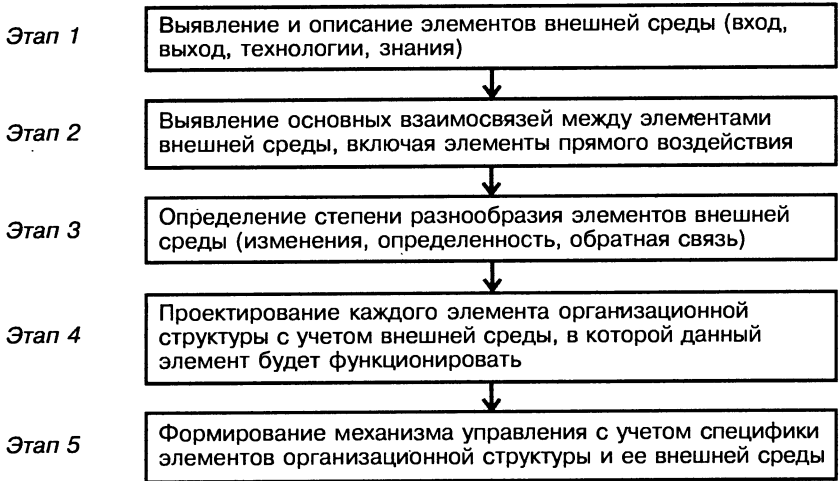 Этап 1
Выявление и описание элементов внешней среды (вход,
выход, технологии, знания)
Этап 2
Выявление основных взаимосвязей между элементами
внешней среды, включая элементы прямого воздействия
Этап 3
Определение степени разнообразия элементов внешней
среды (изменения, определенность, обратная связь)
Этап 4
Проектирование каждого элемента организационной
структуры с учетом внешней среды, в которой данный
элемент будет функционировать
Этап 5
Формирование механизма управления с учетом специфики
элементов организационной структуры и ее внешней среды